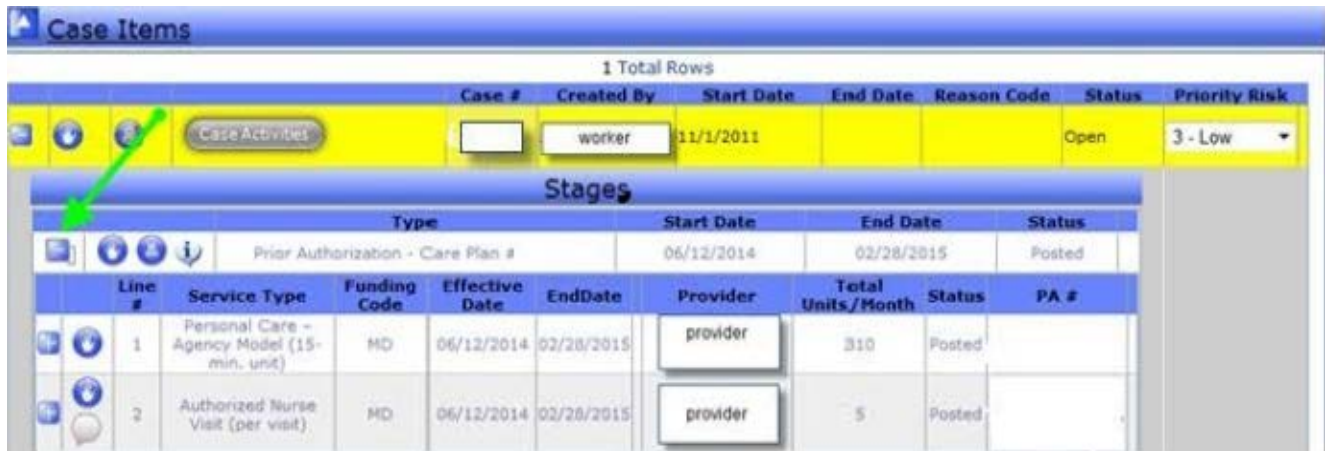 Case Items
1 Total Rows
Case # Created By Start Date End Date Reason Code Status Priority Risk
Case Activities worker 11/1/2011 Open 3 - Low
Stages
Type Start Date End Date Status
Prior Authorization - Care Plan # 06/12/2014 02/28/2015 Posted
Line # Service Type Funding Code Effective Date EndDate Provider Total Units/Month Status PA #
1 Personal Care - Agency Model (15-min. unit) MD 06/12/2014 02/28/2015 provider 310 Posted
2 Authorized Nurse Visit (per visit) MD 06/12/2014 02/28/2015 provider 5 Posted